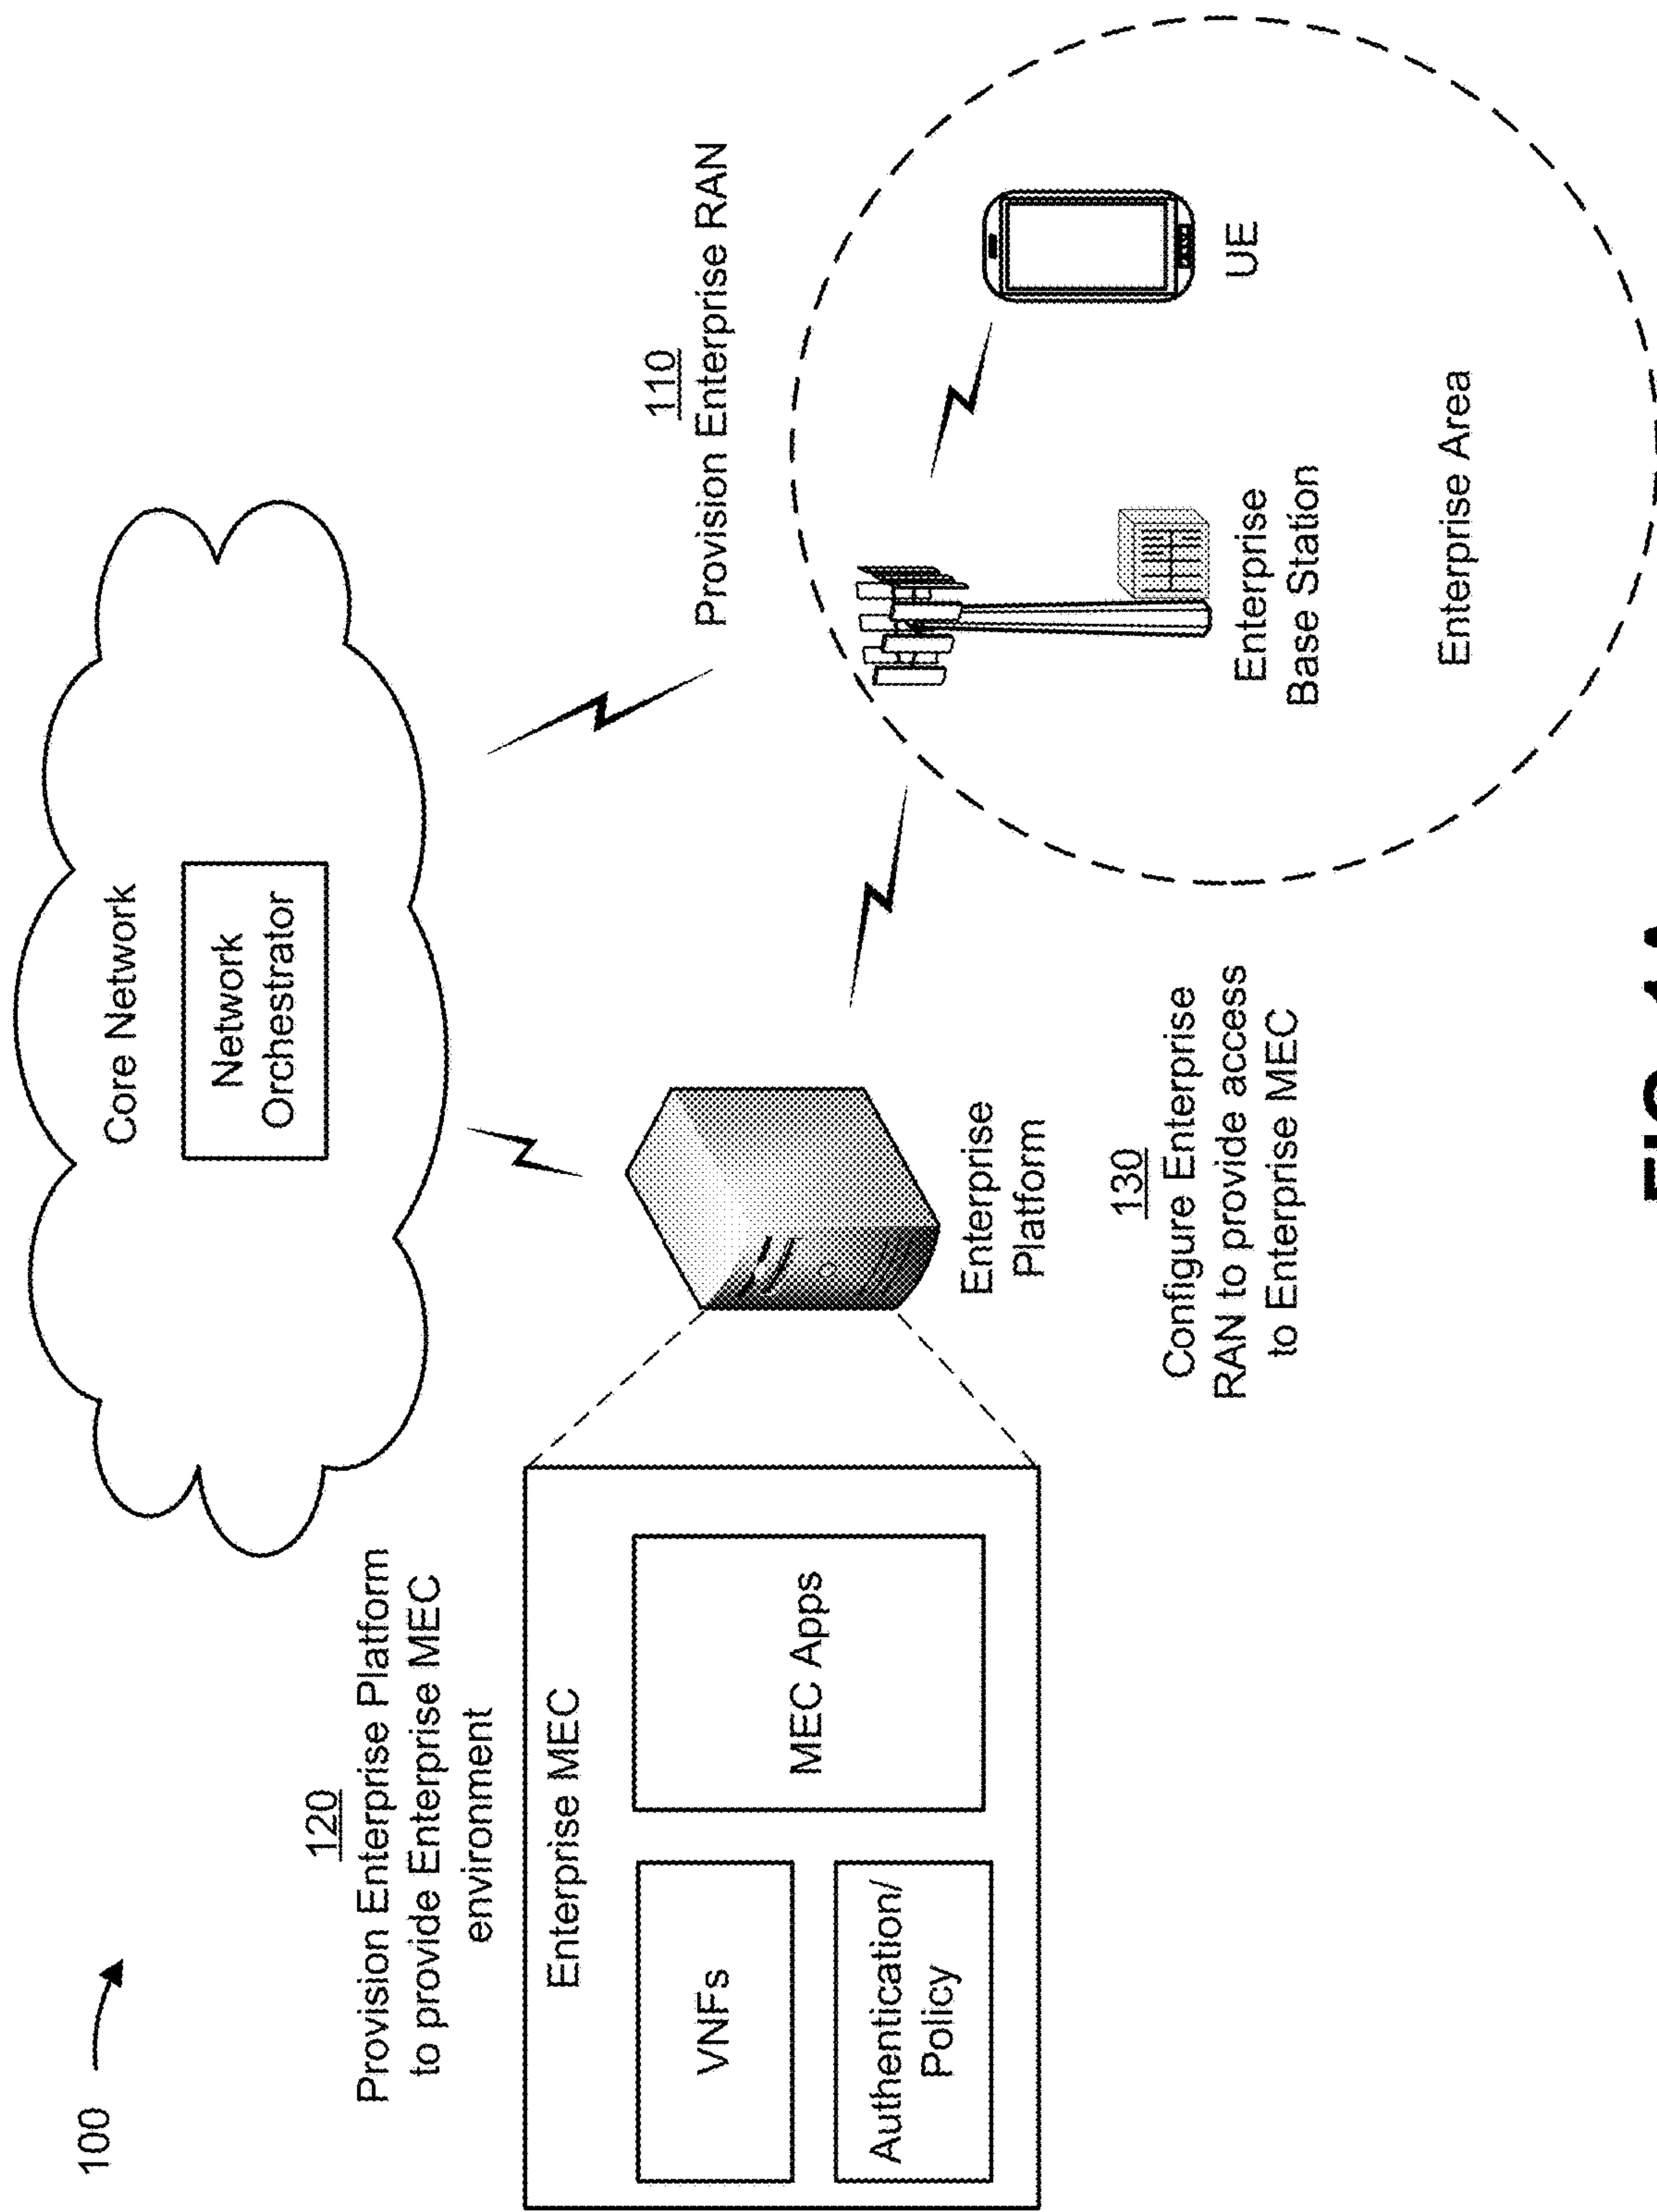 100
Core Network
Network
Orchestrator
120
Provision Enterprise Platform
to provide Enterprise MEC
environment
110
Provision Enterprise RAN
Enterprise MEC
VNFs
MEC Apps
Authentication/
Policy
Enterprise
Platform
130
Configure Enterprise
RAN to provide access
to Enterprise MEC
UE
Enterprise
Base Station
Enterprise Area